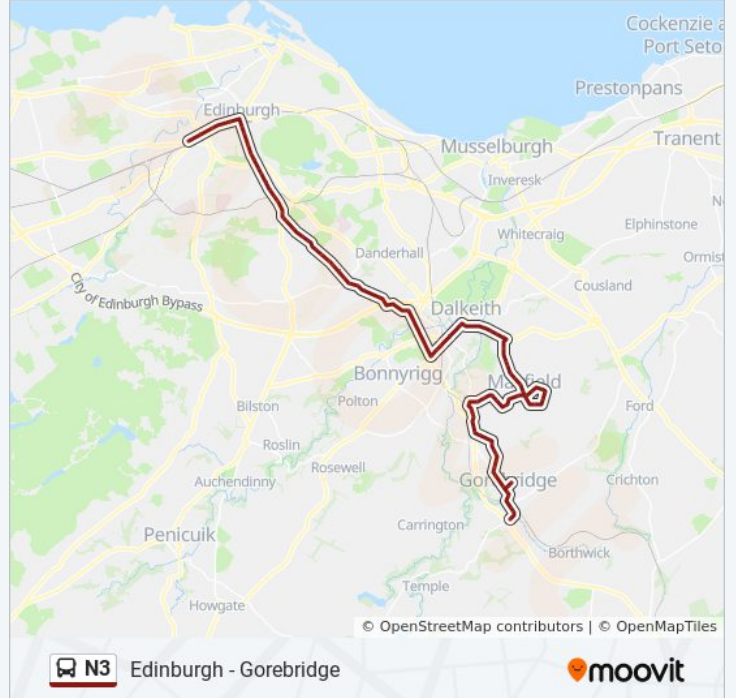 Cockenzie a
Port Seto
Edinburgh
Prestonpans
Musselburgh
Tranent
Inveresk
Elphinstone
Whitecraig
Danderhall
Ormist
Cousland
City of Edinburgh Bypass
Dalkeith
Bonnyrigg
Mayfield
Polton
Bilston
Ford
Roslin
Rosewell
Gorebridge
Crichton
Auchendinny
Carrington
Penicuik
Borthwick
Temple
Howgate
© OpenStreetMap contributors | © OpenMapTiles
N3 Edinburgh - Gorebridge
moovit